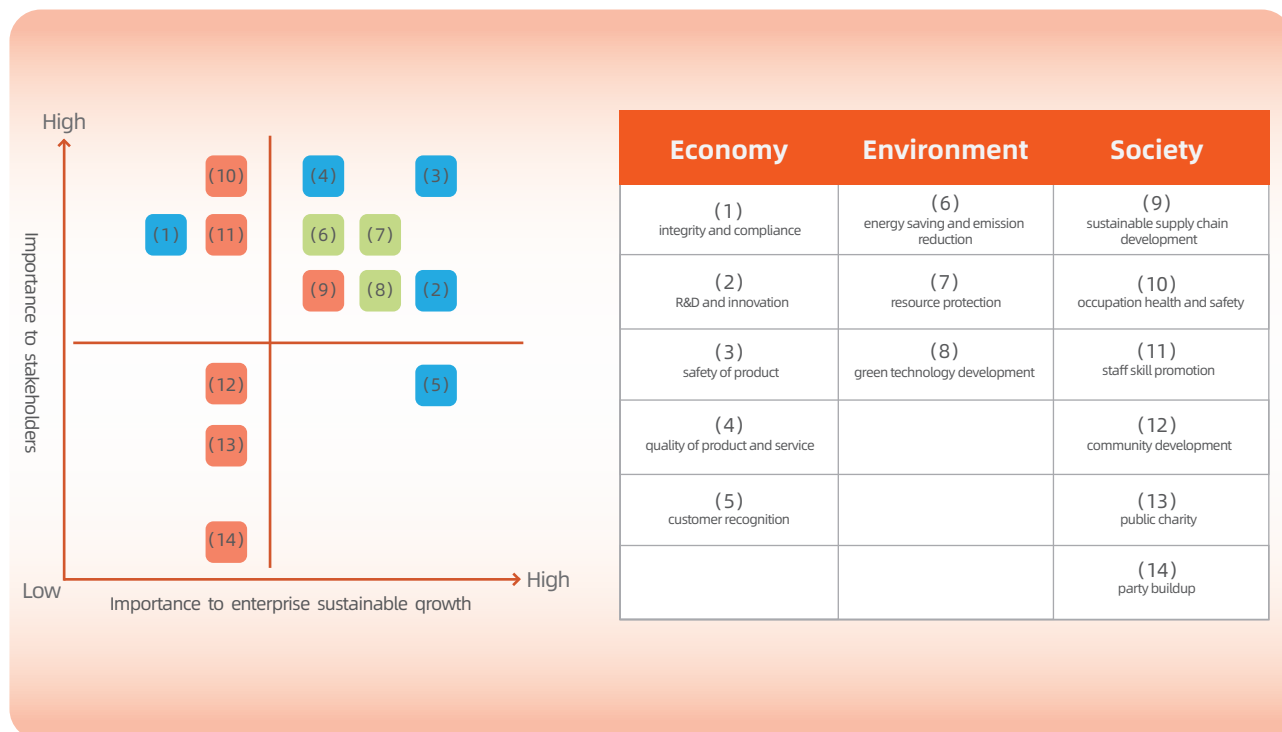 High
(10)
(4)
(3)
(1)
(11)
(6)
(7)
(9)
(8)
(2)
(12)
(5)
(13)
(14)
Importance to stakeholders
Low
High
Importance to enterprise sustainable qrowth
Economy
Environment
Society
(1)
integrity and compliance
(6)
energy saving and emission
reduction
(9)
sustainable supply chain
development
(2)
R&D and innovation
(7)
resource protection
(10)
occupation health and safety
(3)
safety of product
(8)
green technology development
(11)
staff skill promotion
(4)
quality of product and service
(12)
community development
(5)
customer recognition
(13)
public charity
(14)
party buildup